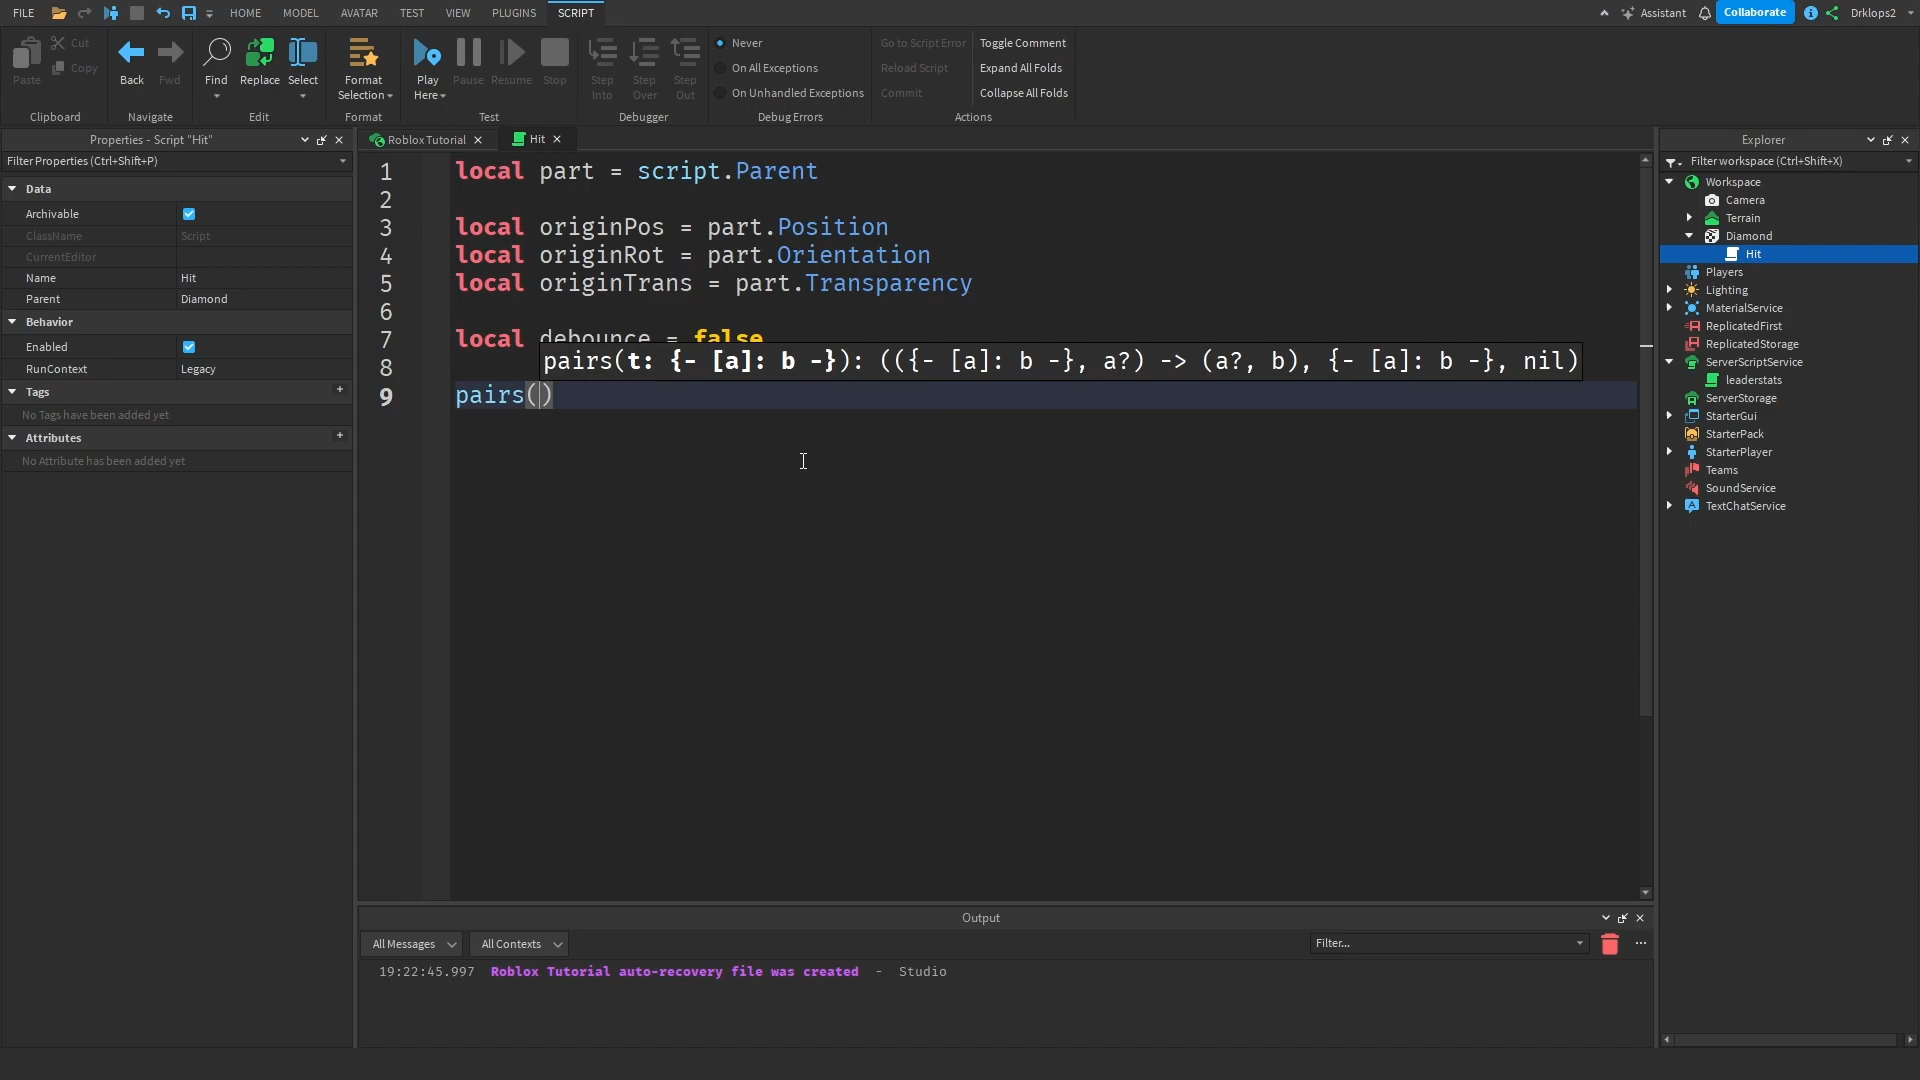 FILE HOME MODEL AVATAR TEST VIEW PLUGINS SCRIPT Assistant Collaborate Drklops2
Paste Cut Copy Back Fwd Find Replace Select Format Selection Play Here Pause Resume Stop Step Into Step Over Step Out
Never
On All Exceptions
On Unhandled Exceptions
Go to Script Error
Reload Script
Commit
Toggle Comment
Expand All Folds
Collapse All Folds
Clipboard Navigate Edit Format Test Debugger Debug Errors Actions
Properties - Script "Hit"
Filter Properties (Ctrl+Shift+P)
Data
Archivable
ClassName Script
CurrentEditor
Name Hit
Parent Diamond
Behavior
Enabled
RunContext Legacy
Tags +
No Tags have been added yet
Attributes +
No Attribute has been added yet
Roblox Tutorial Hit
1 local part = script.Parent
2
3 local originPos = part.Position
4 local originRot = part.Orientation
5 local originTrans = part.Transparency
6
7 local debounce = false
pairs(t: {- [a]: b -}): (({- [a]: b -}, a?) -> (a?, b), {- [a]: b -}, nil)
8
9 pairs()
Output
All Messages All Contexts Filter... ...
19:22:45.997 Roblox Tutorial auto-recovery file was created - Studio
Explorer
Filter workspace (Ctrl+Shift+X)
Workspace
Camera
Terrain
Diamond
Hit
Players
Lighting
MaterialService
ReplicatedFirst
ReplicatedStorage
ServerScriptService
leaderstats
ServerStorage
StarterGui
StarterPack
StarterPlayer
Teams
SoundService
TextChatService